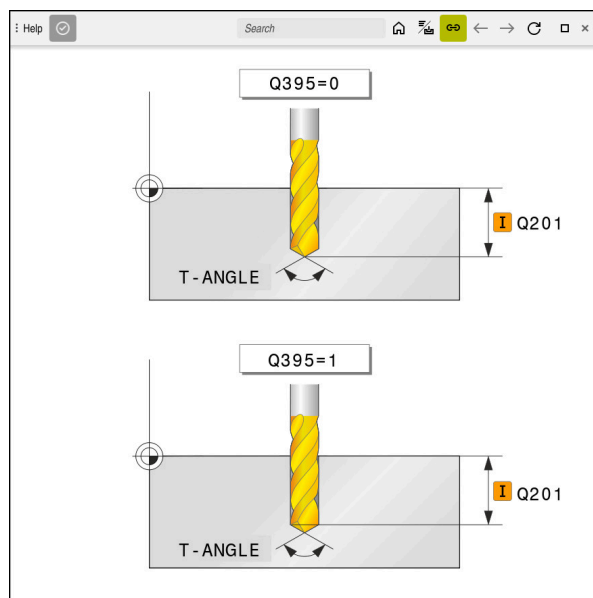 Help Search
Q395=0
I Q201
T-ANGLE
Q395=1
I Q201
T-ANGLE